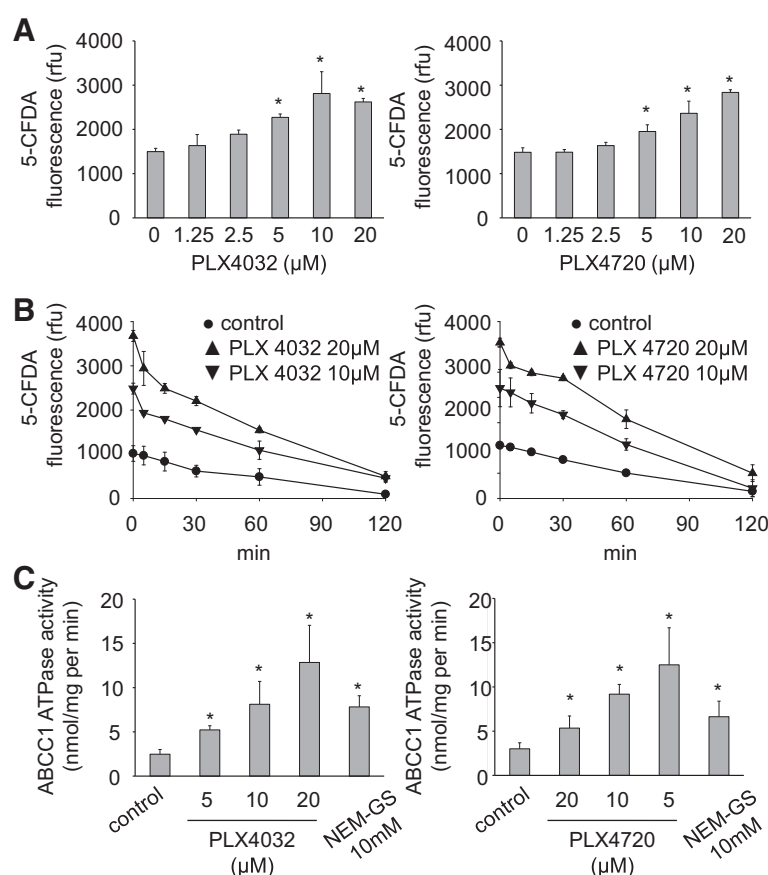 A
5-CFDA
fluorescence (rfu)
4000
3000
2000
1000
0
* * *
0 1.25 2.5 5 10 20
PLX4032 (µM)
5-CFDA
fluorescence (rfu)
4000
3000
2000
1000
0
* * *
0 1.25 2.5 5 10 20
PLX4720 (µM)
B
5-CFDA
fluorescence (rfu)
4000
3000
2000
1000
0
control
PLX 4032 20µM
PLX 4032 10µM
0 30 60 90 120
min
5-CFDA
fluorescence (rfu)
4000
3000
2000
1000
0
control
PLX 4720 20µM
PLX 4720 10µM
0 30 60 90 120
min
C
ABCC1 ATPase activity
(nmol/mg per min)
20
15
10
5
0
* * * *
control 5 10 20 NEM-GS
10mM
PLX4032
(µM)
ABCC1 ATPase activity
(nmol/mg per min)
20
15
10
5
0
* * * *
control 20 10 5 NEM-GS
10mM
PLX4720
(µM)